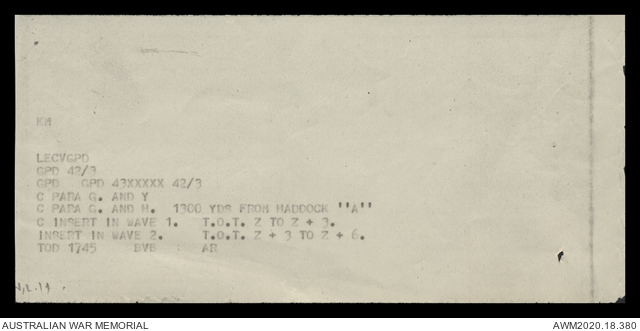 KM
LECVGPD
GPD 42/3
GPD GPD 43XXXXX 42/3
C PARA G. AND Y
C PARA G. AND H. 1300 YDS FROM HADDOCK ''A''
C INSERT IN WAVE 1. T.O.T. Z TO Z + 3.
INSERT IN WAVE 2. T.O.T. Z + 3 TO Z + 6.
TOD 1745 BVB AR
AUSTRALIAN WAR MEMORIAL AWM2020.18.380